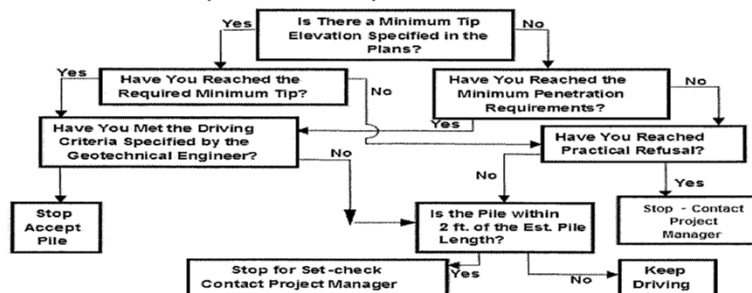 Is There a Minimum Tip
Elevation Specified in the
Plans?
Yes
No
Have You Reached the
Required Minimum Tip?
Have You Reached the
Minimum Penetration
Requirements?
Yes
No
No
Yes
Have You Met the Driving
Criteria Specified by the
Geotechnical Engineer?
Have You Reached
Practical Refusal?
No
No
Yes
Stop
Accept
Pile
Is the Pile within
2 ft. of the Est. Pile
Length?
Stop - Contact
Project
Manager
Stop for Set-check
Contact Project Manager
Yes
No
Keep
Driving